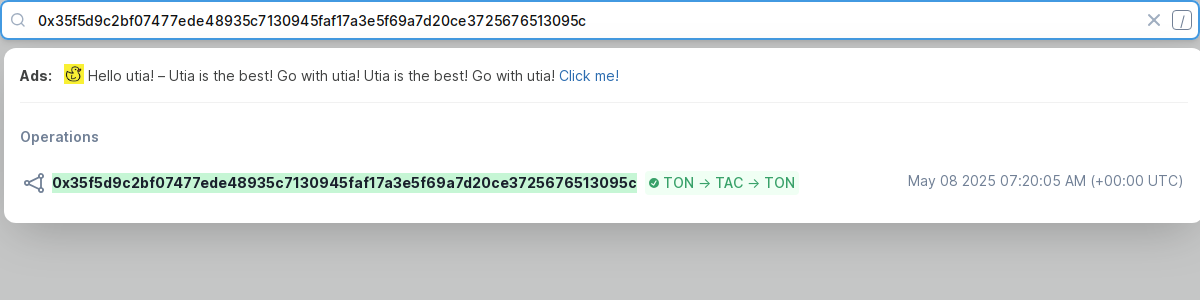 0x35f5d9c2bf07477ede48935c7130945faf17a3e5f69a7d20ce3725676513095c /
Ads: Hello utia! – Utia is the best! Go with utia! Utia is the best! Go with utia! Click me!
Operations
0x35f5d9c2bf07477ede48935c7130945faf17a3e5f69a7d20ce3725676513095c TON → TAC → TON May 08 2025 07:20:05 AM (+00:00 UTC)